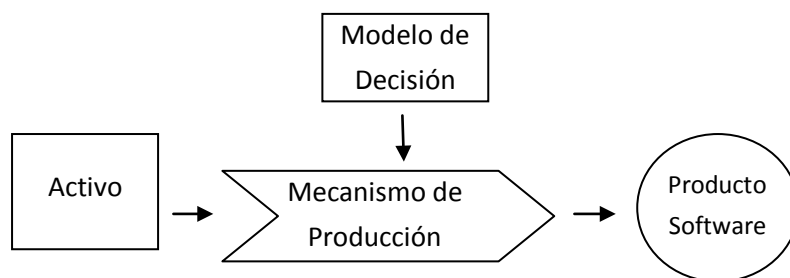 Modelo de
Decisión
Activo
Mecanismo de
Producción
Producto
Software